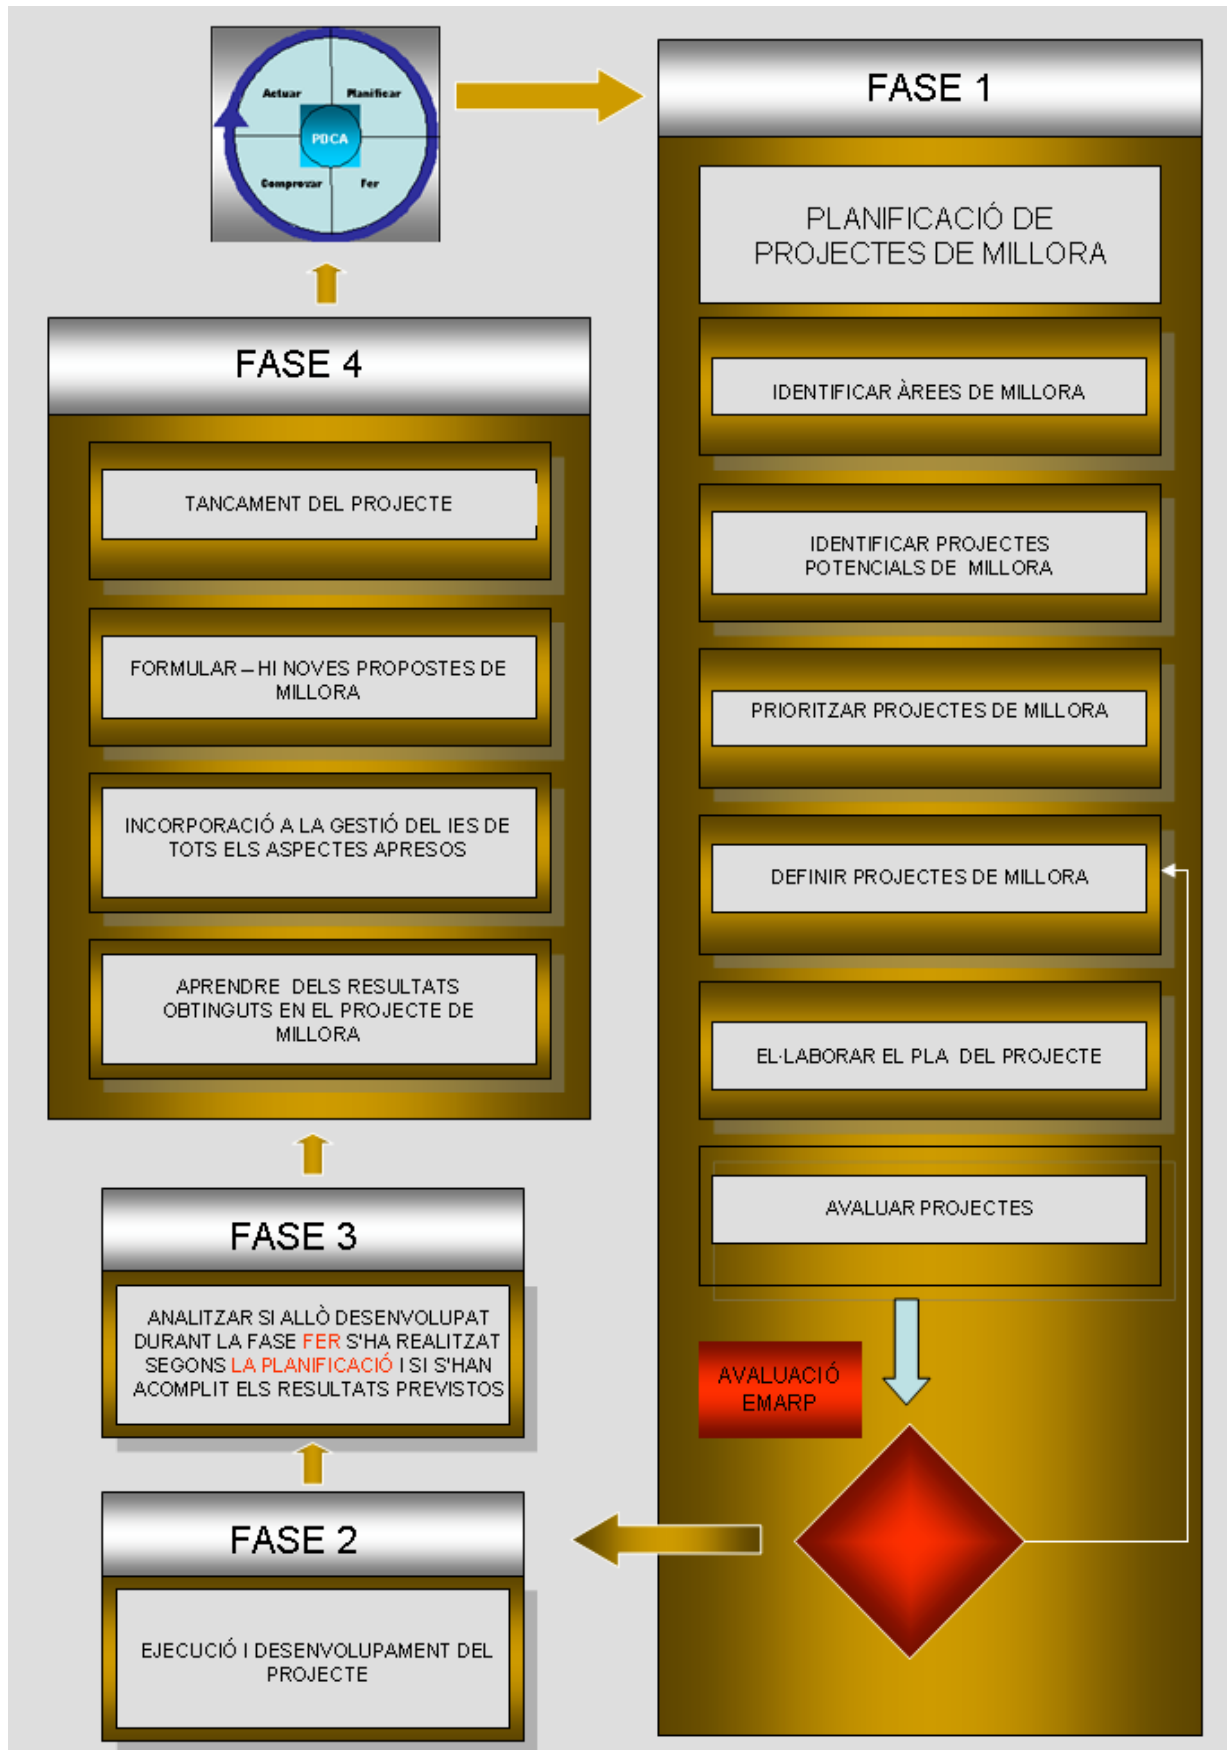 Actuar
Planificar
PDCA
Comprovar
Fer
FASE 1
PLANIFICACIÓ DE
PROJECTES DE MILLORA
IDENTIFICAR ÀREES DE MILLORA
IDENTIFICAR PROJECTES
POTENCIALS DE MILLORA
PRIORITZAR PROJECTES DE MILLORA
DEFINIR PROJECTES DE MILLORA
EL·LABORAR EL PLA DEL PROJECTE
AVALUAR PROJECTES
AVALUACIÓ
EMARP
FASE 2
EJECUCIÓ I DESENVOLUPAMENT DEL
PROJECTE
FASE 3
ANALITZAR SI ALLÒ DESENVOLUPAT
DURANT LA FASE FER S'HA REALITZAT
SEGONS LA PLANIFICACIÓ I SI S'HAN
ACOMPLIT ELS RESULTATS PREVISTOS
FASE 4
TANCAMENT DEL PROJECTE
FORMULAR – HI NOVES PROPOSTES DE
MILLORA
INCORPORACIÓ A LA GESTIÓ DEL IES DE
TOTS ELS ASPECTES APRESOS
APRENDRE DELS RESULTATS
OBTINGUTS EN EL PROJECTE DE
MILLORA